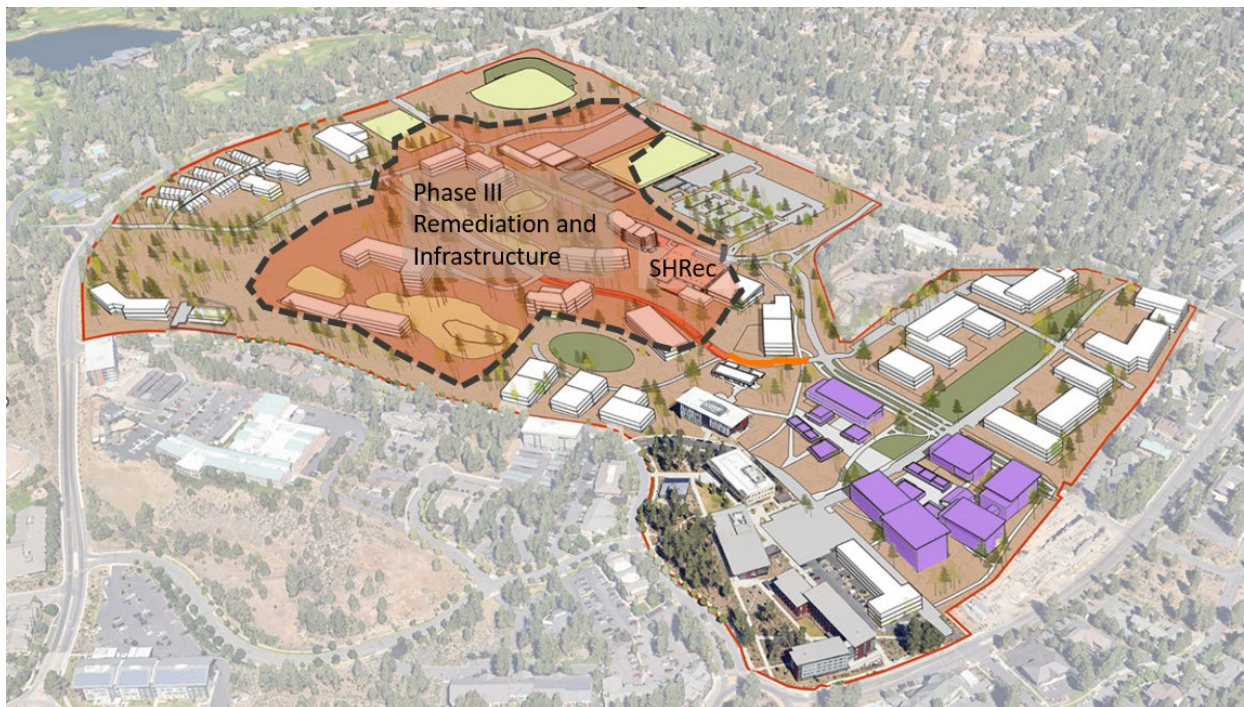 Phase III
Remediation and
Infrastructure
SHRec